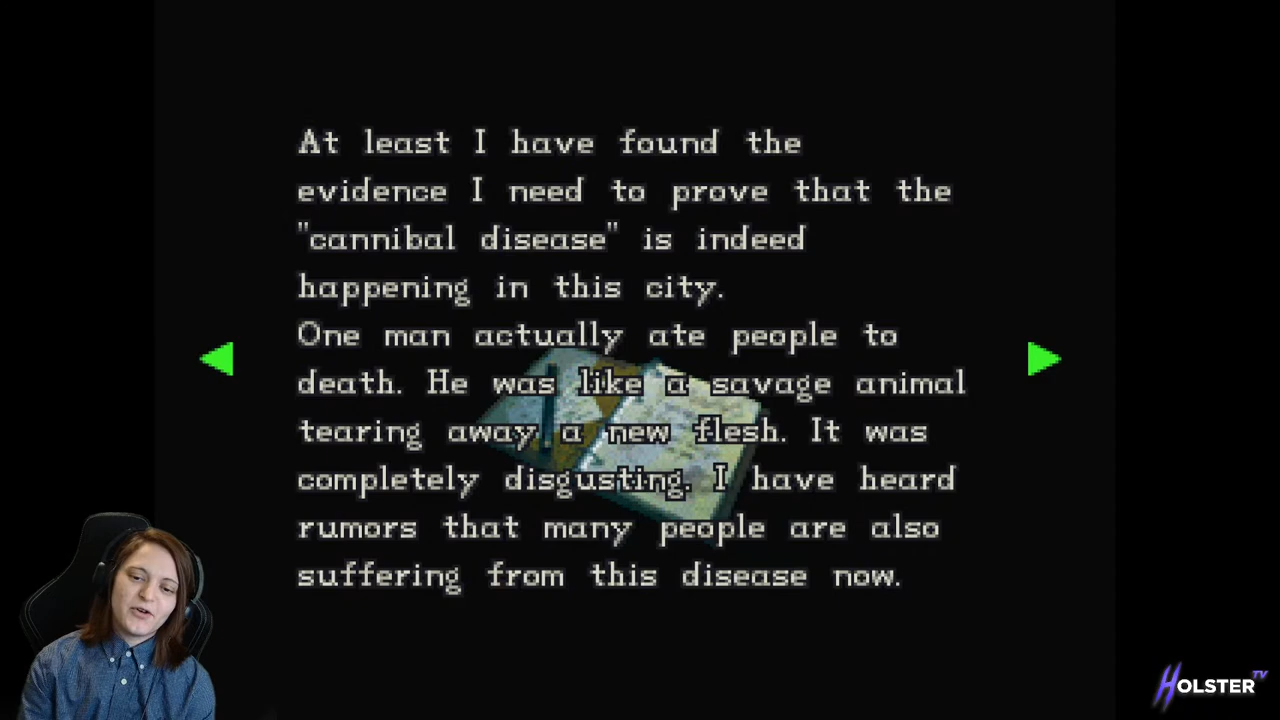 At least I have found the
evidence I need to prove that the
"cannibal disease" is indeed
happening in this city.
One man actually ate people to
death. He was like a savage animal
tearing away a new flesh. It was
completely disgusting. I have heard
rumors that many people are also
suffering from this disease now.
HOLSTER TV